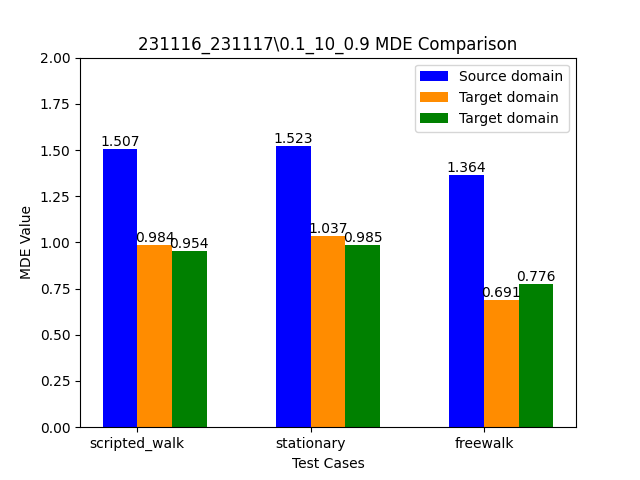 231116_231117\0.1_10_0.9 MDE Comparison
Source domain
Target domain
Target domain
MDE Value
2.00
1.75
1.50
1.25
1.00
0.75
0.50
0.25
0.00
1.507
0.984
0.954
1.523
1.037
0.985
1.364
0.691
0.776
scripted_walk
stationary
freewalk
Test Cases